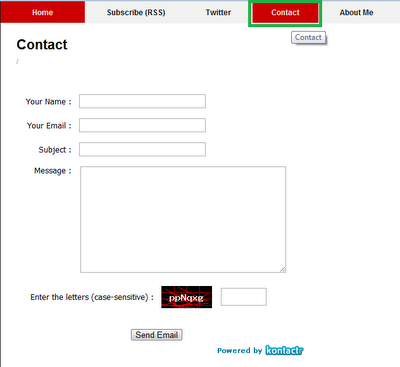 Home Subscribe (RSS) Twitter Contact About Me
Contact
Contact
/
Your Name :
Your Email :
Subject :
Message :
Enter the letters (case-sensitive) : ppNqxg
Send Email
Powered by kontactr